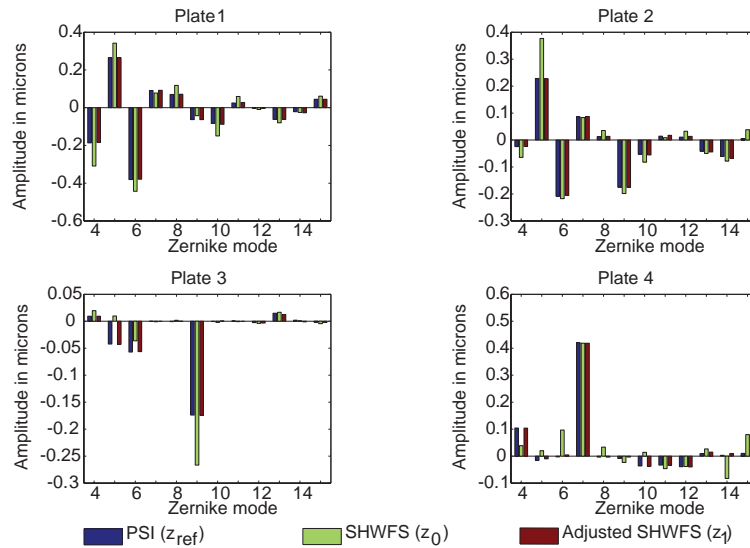 Plate1
Amplitude in microns
0.4
0.2
0
-0.2
-0.4
-0.6
4 6 8 10 12 14
Zernike mode
Plate 2
Amplitude in microns
0.4
0.3
0.2
0.1
0
-0.1
-0.2
-0.3
4 6 8 10 12 14
Zernike mode
Plate 3
Amplitude in microns
0.05
0
-0.05
-0.1
-0.15
-0.2
-0.25
-0.3
4 6 8 10 12 14
Zernike mode
Plate 4
Amplitude in microns
0.6
0.5
0.4
0.3
0.2
0.1
0
-0.1
4 6 8 10 12 14
Zernike mode
PSI (z_ref) SHWFS (z_0) Adjusted SHWFS (z_1)